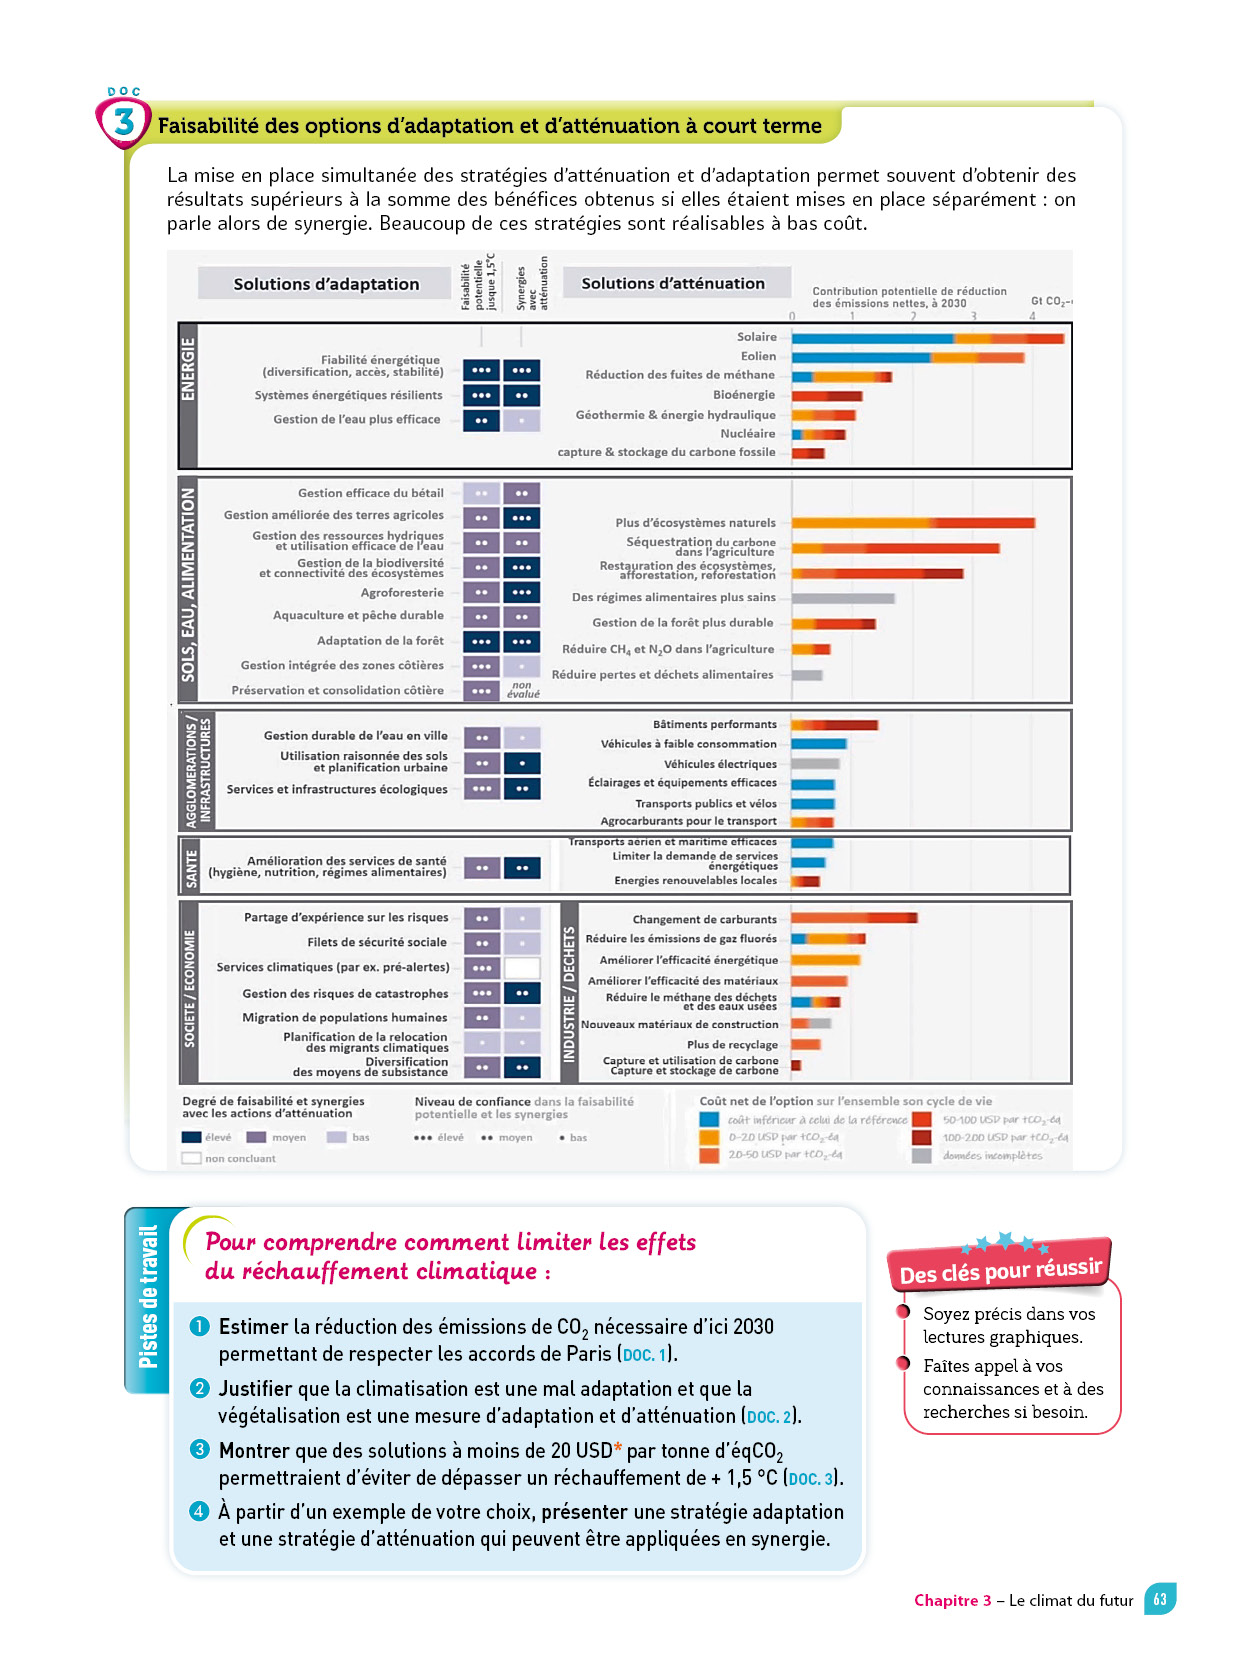 DOC
3
Faisabilité des options d'adaptation et d'atténuation à court terme
La mise en place simultanée des stratégies d'atténuation et d'adaptation permet souvent d'obtenir des
résultats supérieurs à la somme des bénéfices obtenus si elles étaient mises en place séparément : on
parle alors de synergie. Beaucoup de ces stratégies sont réalisables à bas coût.
Solutions d'adaptation
Faisabilité
potentielle
jusque 1,5°C
Synergies
avec
atténuation
Solutions d'atténuation
Contribution potentielle de réduction
des émissions nettes, à 2030
Gt CO₂-
0 1 2 3 4
ENERGIE
Fiabilité énergétique
(diversification, accès, stabilité)
Systèmes énergétiques résilients
Gestion de l'eau plus efficace
Solaire
Eolien
Réduction des fuites de méthane
Bioénergie
Géothermie & énergie hydraulique
Nucléaire
capture & stockage du carbone fossile
SOLS, EAU, ALIMENTATION
Gestion efficace du bétail
Gestion améliorée des terres agricoles
Gestion des ressources hydriques
et utilisation efficace de l'eau
Gestion de la biodiversité
et connectivité des écosystèmes
Agroforesterie
Aquaculture et pêche durable
Adaptation de la forêt
Gestion intégrée des zones côtières
Préservation et consolidation côtière
non
évalué
Plus d'écosystèmes naturels
Séquestration du carbone
dans l'agriculture
Restauration des écosystèmes,
afforestation, reforestation
Des régimes alimentaires plus sains
Gestion de la forêt plus durable
Réduire CH₄ et N₂O dans l'agriculture
Réduire pertes et déchets alimentaires
AGGLOMERATIONS /
INFRASTRUCTURES
Gestion durable de l'eau en ville
Utilisation raisonnée des sols
et planification urbaine
Services et infrastructures écologiques
Bâtiments performants
Véhicules à faible consommation
Véhicules électriques
Éclairages et équipements efficaces
Transports publics et vélos
Agrocarburants pour le transport
SANTE
Amélioration des services de santé
(hygiène, nutrition, régimes alimentaires)
Transports aérien et maritime efficaces
Limiter la demande de services
énergétiques
Energies renouvelables locales
SOCIETE / ECONOMIE
Partage d'expérience sur les risques
Filets de sécurité sociale
Services climatiques (par ex. pré-alertes)
Gestion des risques de catastrophes
Migration de populations humaines
Planification de la relocation
des migrants climatiques
Diversification
des moyens de subsistance
INDUSTRIE / DECHETS
Changement de carburants
Réduire les émissions de gaz fluorés
Améliorer l'efficacité énergétique
Améliorer l'efficacité des matériaux
Réduire le méthane des déchets
et des eaux usées
Nouveaux matériaux de construction
Plus de recyclage
Capture et utilisation de carbone
Capture et stockage de carbone
Degré de faisabilité et synergies
avec les actions d'atténuation
élevé moyen bas
non concluant
Niveau de confiance dans la faisabilité
potentielle et les synergies
••• élevé •• moyen • bas
Coût net de l'option sur l'ensemble son cycle de vie
coût inférieur à celui de la référence
0-20 USD par tCO₂-éq
20-50 USD par tCO₂-éq
50-100 USD par tCO₂-éq
100-200 USD par tCO₂-éq
données incomplètes
Pistes de travail
Pour comprendre comment limiter les effets
du réchauffement climatique :
1 Estimer la réduction des émissions de CO₂ nécessaire d'ici 2030
permettant de respecter les accords de Paris (DOC. 1).
2 Justifier que la climatisation est une mal adaptation et que la
végétalisation est une mesure d'adaptation et d'atténuation (DOC. 2).
3 Montrer que des solutions à moins de 20 USD* par tonne d'éqCO₂
permettraient d'éviter de dépasser un réchauffement de + 1,5 °C (DOC. 3).
4 À partir d'un exemple de votre choix, présenter une stratégie adaptation
et une stratégie d'atténuation qui peuvent être appliquées en synergie.
Des clés pour réussir
Soyez précis dans vos
lectures graphiques.
Faîtes appel à vos
connaissances et à des
recherches si besoin.
Chapitre 3 – Le climat du futur 63